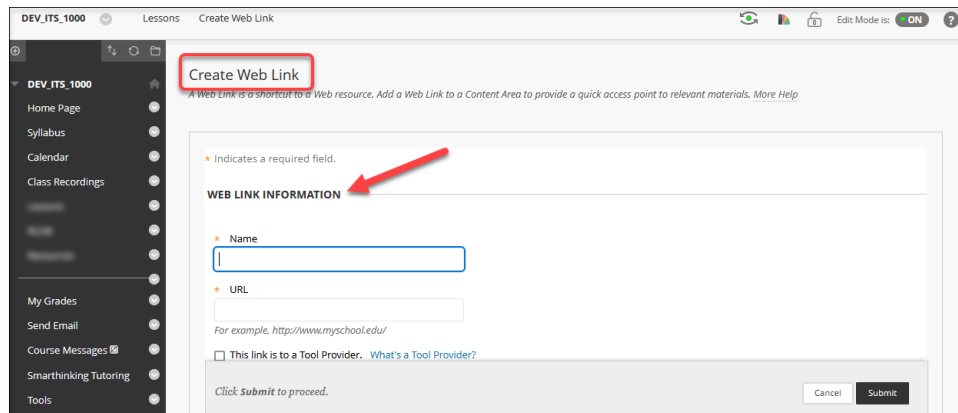 DEV_ITS_1000 Lessons Create Web Link Edit Mode is: ON ?
DEV_ITS_1000
Home Page
Syllabus
Calendar
Class Recordings
My Grades
Send Email
Course Messages
Smarthinking Tutoring
Tools
Create Web Link
A Web Link is a shortcut to a Web resource. Add a Web Link to a Content Area to provide a quick access point to relevant materials. More Help
* Indicates a required field.
WEB LINK INFORMATION
* Name
* URL
For example, http://www.myschool.edu/
This link is to a Tool Provider. What's a Tool Provider?
Click Submit to proceed.
Cancel Submit